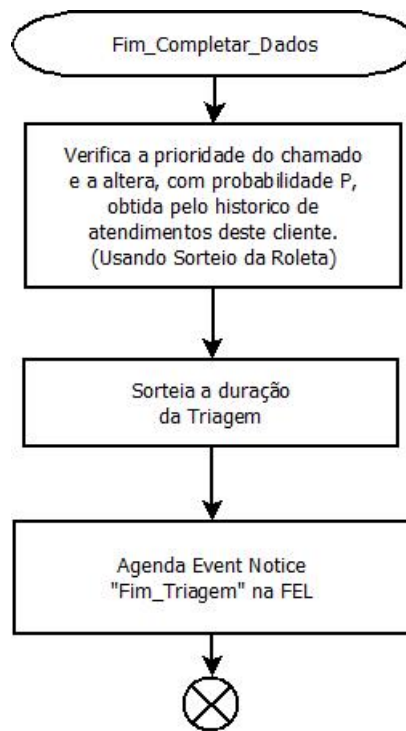 Fim_Completar_Dados
Verifica a prioridade do chamado
e a altera, com probabilidade P,
obtida pelo historico de
atendimentos deste cliente.
(Usando Sorteio da Roleta)
Sorteia a duração
da Triagem
Agenda Event Notice
"Fim_Triagem" na FEL